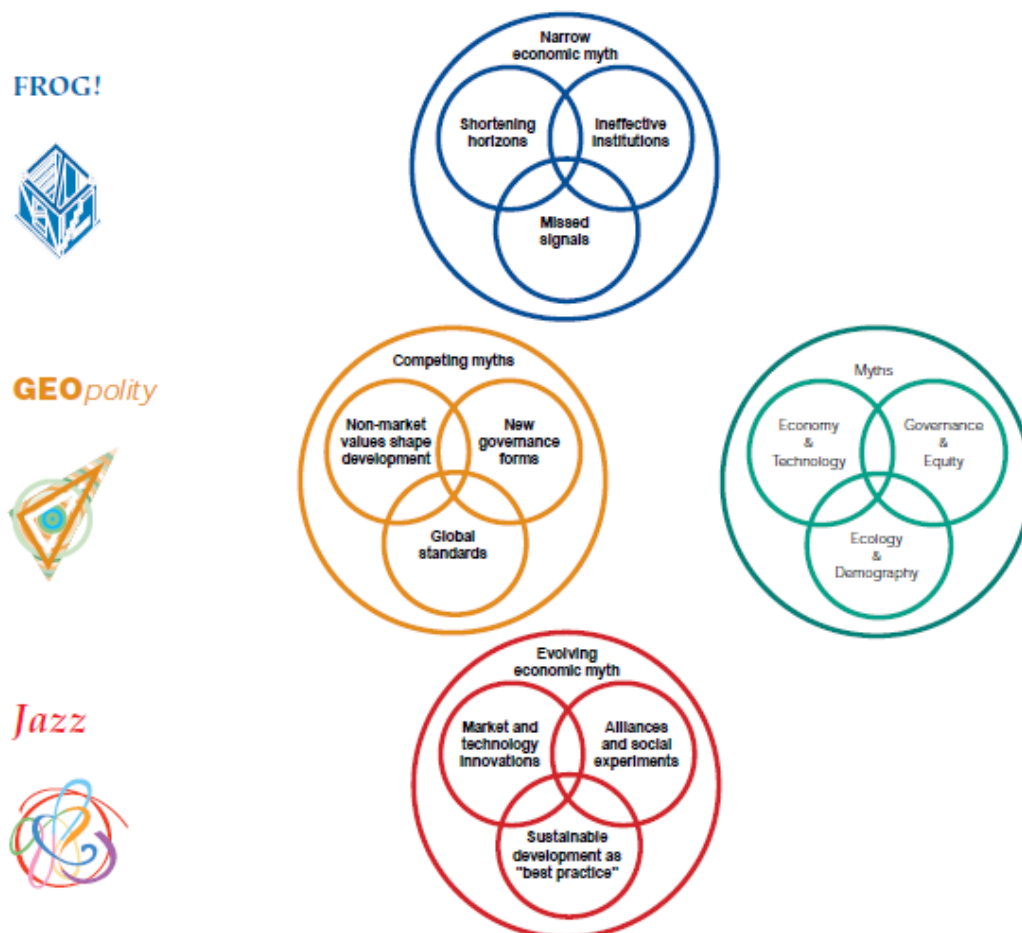 FROG!
Narrow
economic myth
Shortening
horizons
Ineffective
institutions
Missed
signals
GEOpolity
Competing myths
Non-market
values shape
development
New
governance
forms
Global
standards
Myths
Economy
&
Technology
Governance
&
Equity
Ecology
&
Demography
Jazz
Evolving
economic myth
Market and
technology
innovations
Alliances
and social
experiments
Sustainable
development as
"best practice"